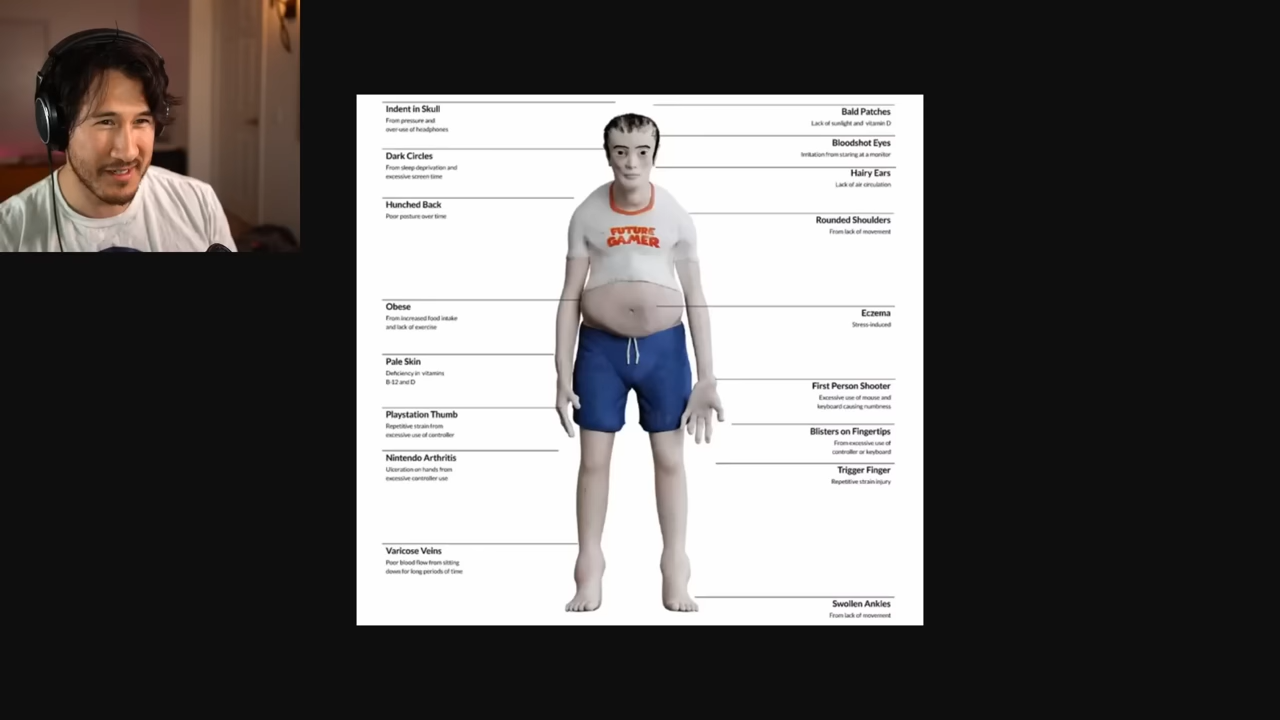 Indent in Skull
From pressure and
over-use of headphones
Dark Circles
From sleep deprivation and
excessive screen time
Hunched Back
Poor posture over time
Obese
From increased food intake
and lack of exercise
Pale Skin
Deficiency in vitamins
B-12 and D
Playstation Thumb
Repetitive strain from
excessive use of controller
Nintendo Arthritis
Ulceration on hands from
excessive controller use
Varicose Veins
Poor blood flow from sitting
down for long periods of time
FUTURE
GAMER
Bald Patches
Lack of sunlight and vitamin D
Bloodshot Eyes
Irritation from staring at a monitor
Hairy Ears
Lack of air circulation
Rounded Shoulders
From lack of movement
Eczema
Stress-induced
First Person Shooter
Excessive use of mouse and
keyboard causing numbness
Blisters on Fingertips
From excessive use of
controller or keyboard
Trigger Finger
Repetitive strain injury
Swollen Ankles
From lack of movement